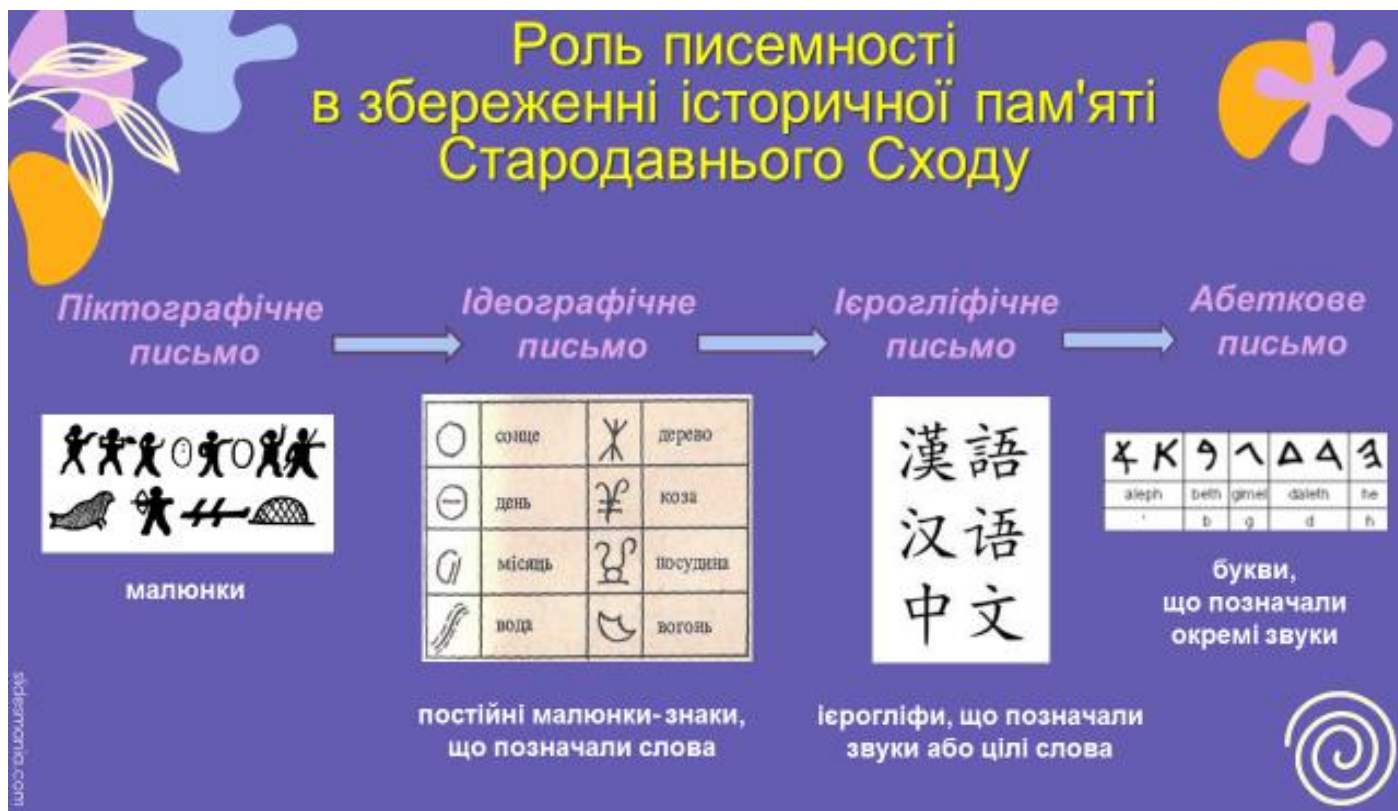 Роль писемності
в збереженні історичної пам'яті
Стародавнього Сходу
Піктографічне
письмо
Ідеографічне
письмо
Ієрогліфічне
письмо
Абеткове
письмо
малюнки
сонце
дерево
день
коза
місяць
посудина
вода
вогонь
постійні малюнки-знаки,
що позначали слова
漢語
汉语
中文
ієрогліфи, що позначали
звуки або цілі слова
aleph beth gimel daleth he
' b g d h
букви,
що позначали
окремі звуки
slidesmania.com